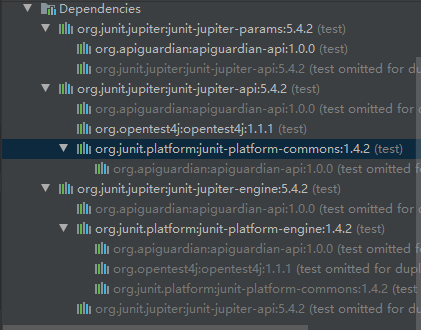 Dependencies
org.junit.jupiter:junit-jupiter-params:5.4.2 (test)
org.apiguardian:apiguardian-api:1.0.0 (test)
org.junit.jupiter:junit-jupiter-api:5.4.2 (test omitted for du
org.junit.jupiter:junit-jupiter-api:5.4.2 (test)
org.apiguardian:apiguardian-api:1.0.0 (test omitted for d
org.opentest4j:opentest4j:1.1.1 (test)
org.junit.platform:junit-platform-commons:1.4.2 (test)
org.apiguardian:apiguardian-api:1.0.0 (test omitted fo
org.junit.jupiter:junit-jupiter-engine:5.4.2 (test)
org.apiguardian:apiguardian-api:1.0.0 (test omitted for d
org.junit.platform:junit-platform-engine:1.4.2 (test)
org.apiguardian:apiguardian-api:1.0.0 (test omitted fo
org.opentest4j:opentest4j:1.1.1 (test omitted for dupl
org.junit.platform:junit-platform-commons:1.4.2 (test
org.junit.jupiter:junit-jupiter-api:5.4.2 (test omitted for d